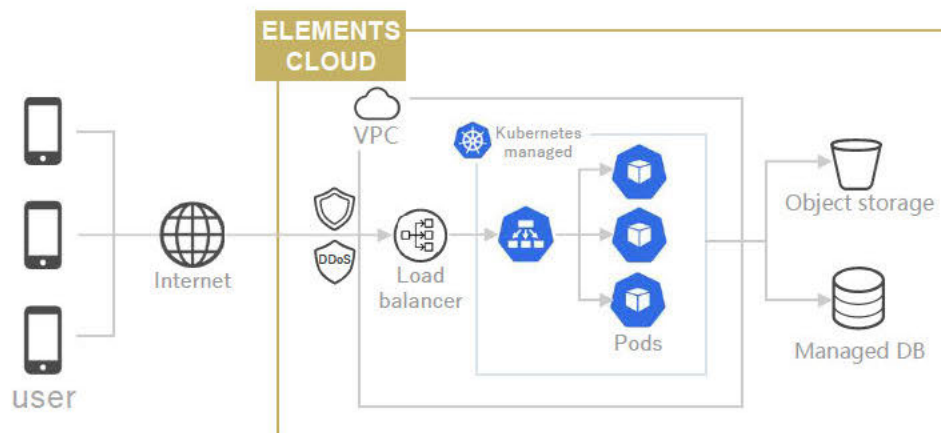 ELEMENTS
CLOUD
VPC
Kubernetes
managed
Object storage
DDoS
Internet
Load
balancer
Pods
Managed DB
user